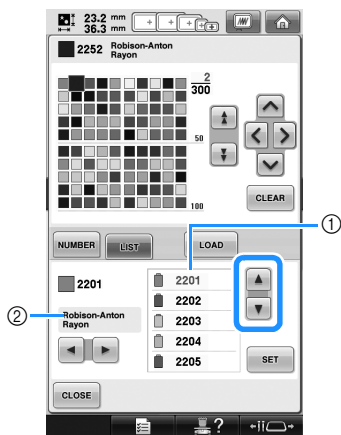 23.2 mm
36.3 mm
2252 Robison-Anton
Rayon
2
300
50
100
CLEAR
NUMBER
LIST
LOAD
①
2201
2201
2202
②
Robison-Anton
Rayon
2203
2204
2205
SET
CLOSE
?